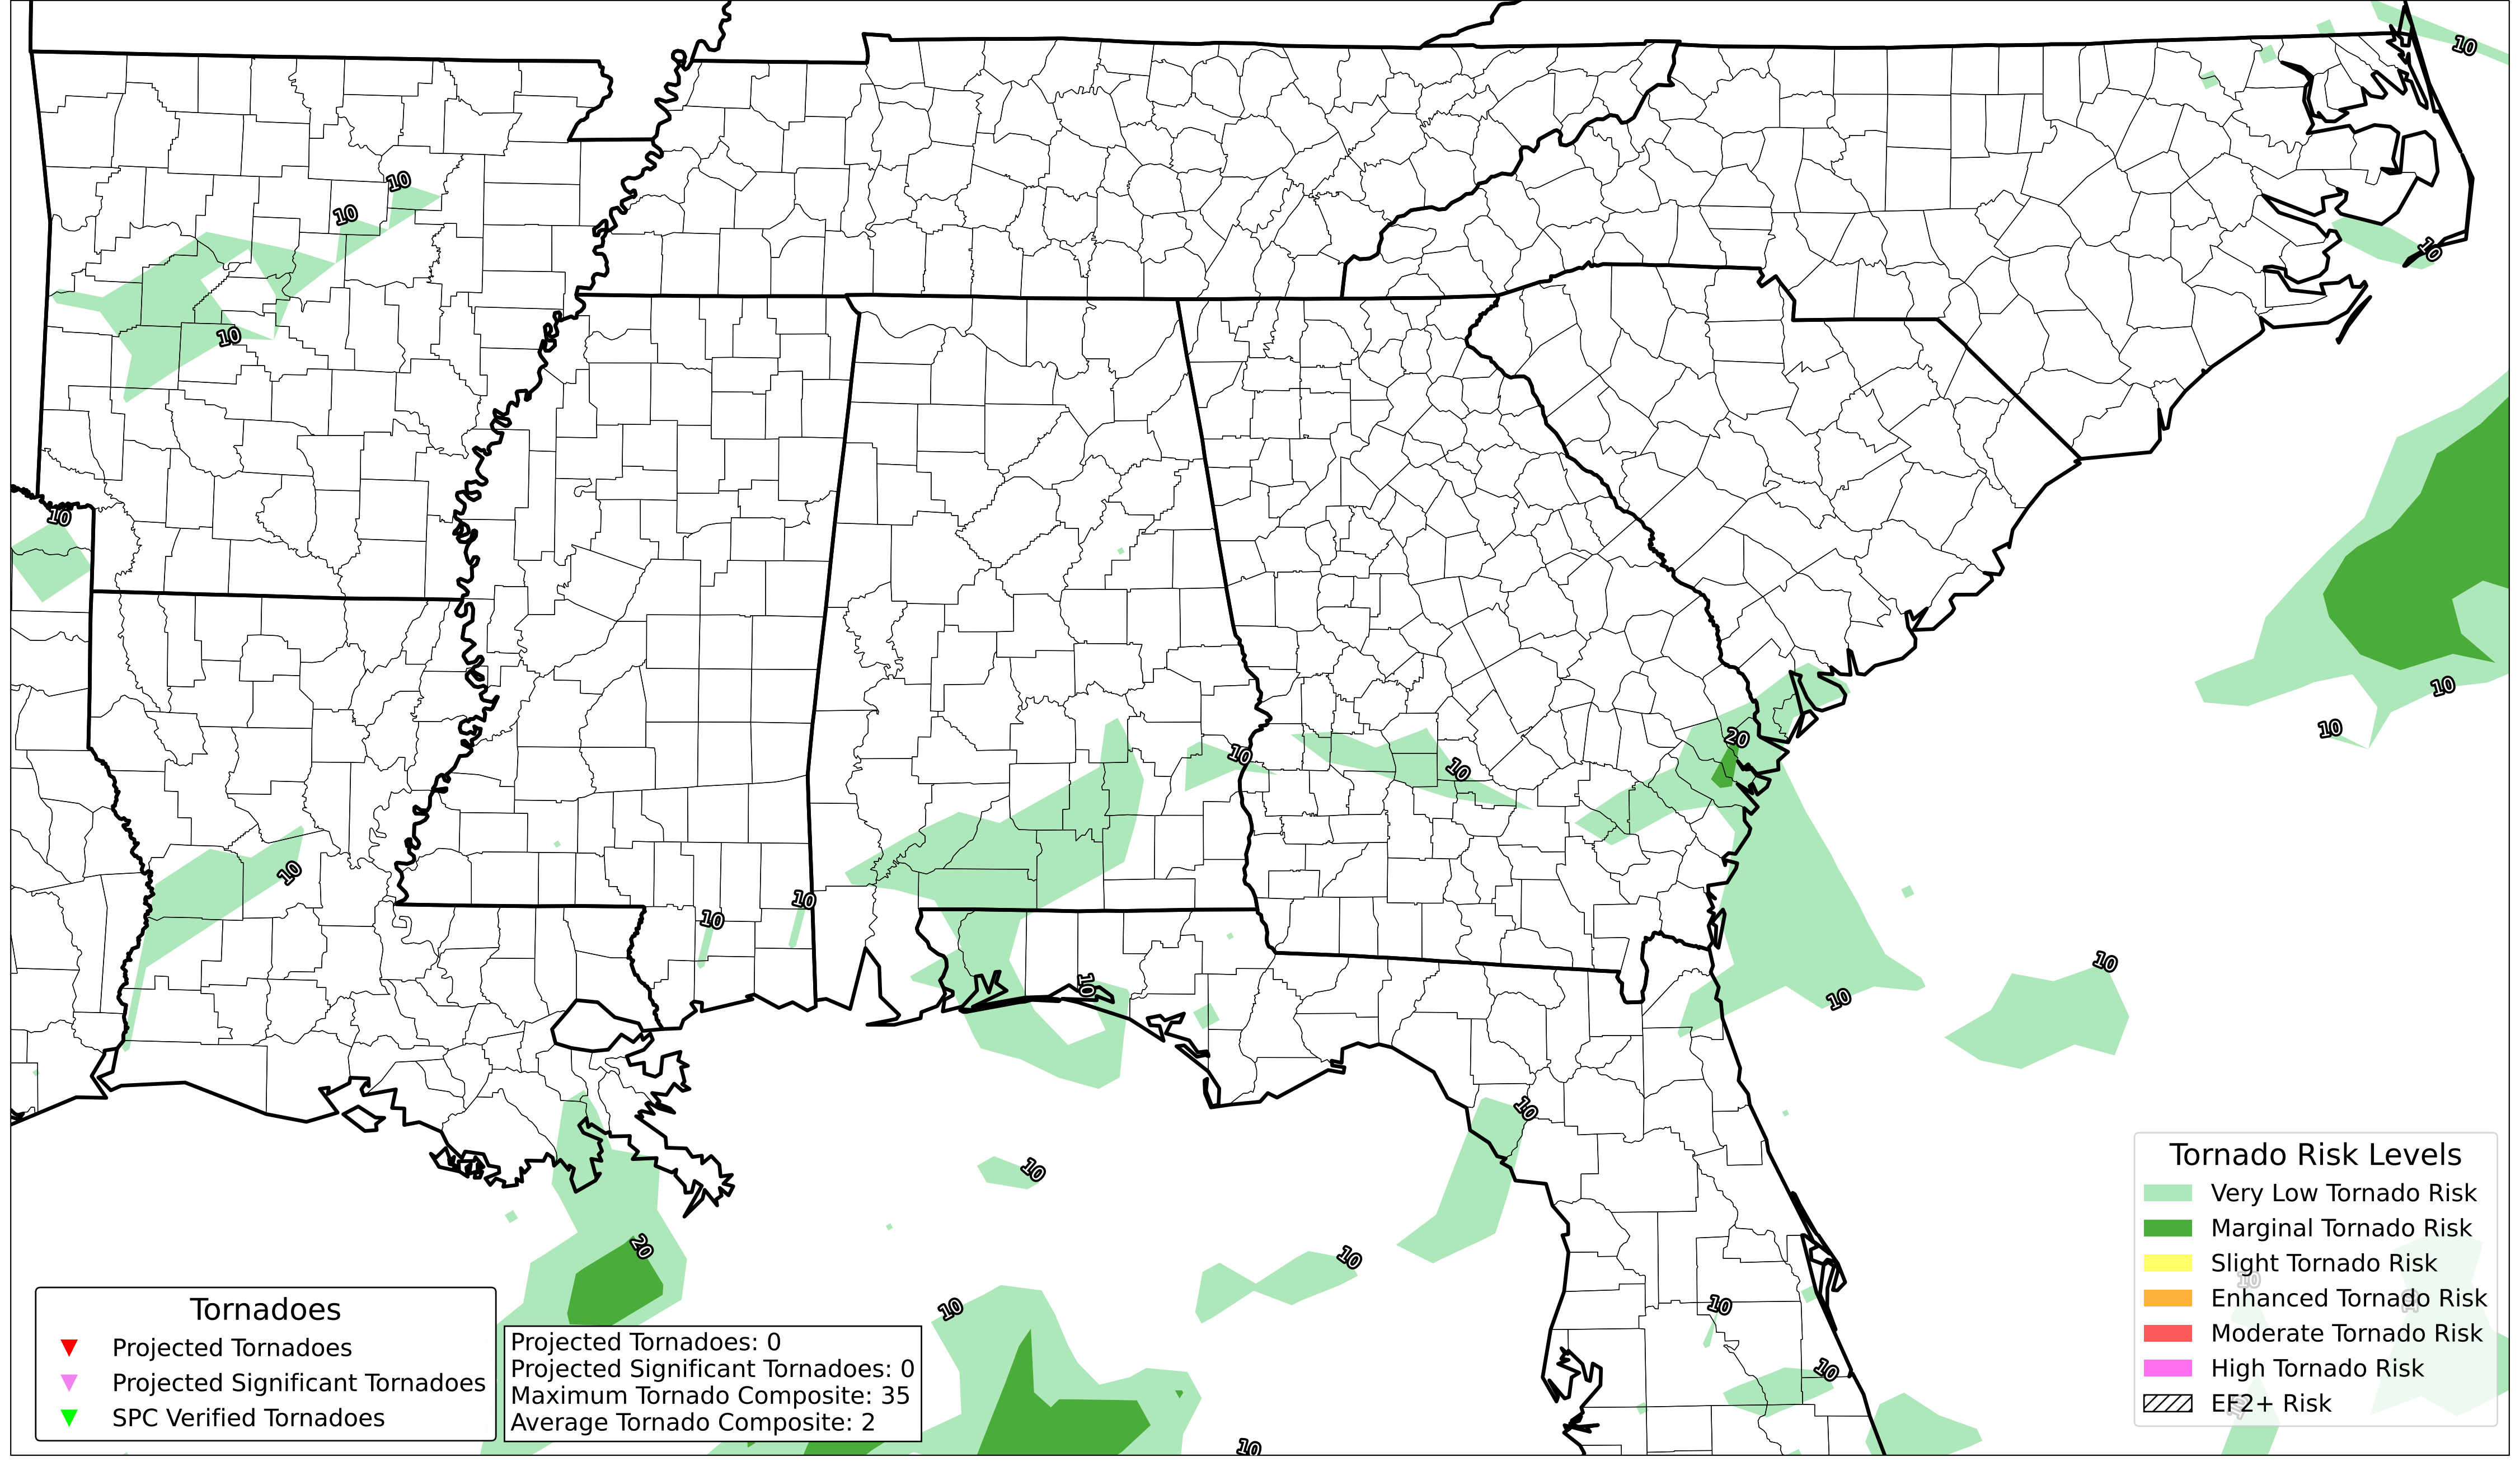 10
10
10
10
10
10
10
20
10
10
10
10
10
10
10
10
10
10
10
10
10
20
10
10
10
10
10
10
Tornadoes
Projected Tornadoes
Projected Significant Tornadoes
SPC Verified Tornadoes
Projected Tornadoes: 0
Projected Significant Tornadoes: 0
Maximum Tornado Composite: 35
Average Tornado Composite: 2
Tornado Risk Levels
Very Low Tornado Risk
Marginal Tornado Risk
Slight Tornado Risk
Enhanced Tornado Risk
Moderate Tornado Risk
High Tornado Risk
EF2+ Risk